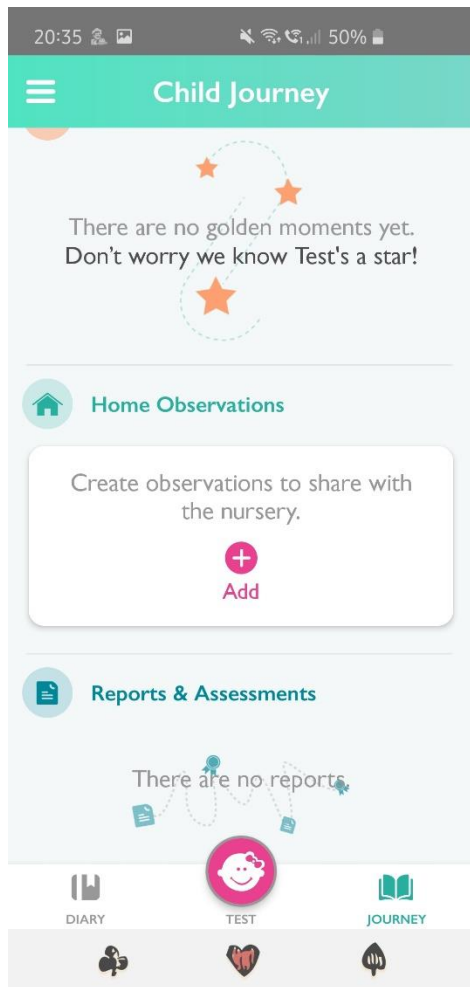 20:35 50%
Child Journey
There are no golden moments yet.
Don't worry we know Test's a star!
Home Observations
Create observations to share with
the nursery.
Add
Reports & Assessments
There are no reports.
DIARY TEST JOURNEY